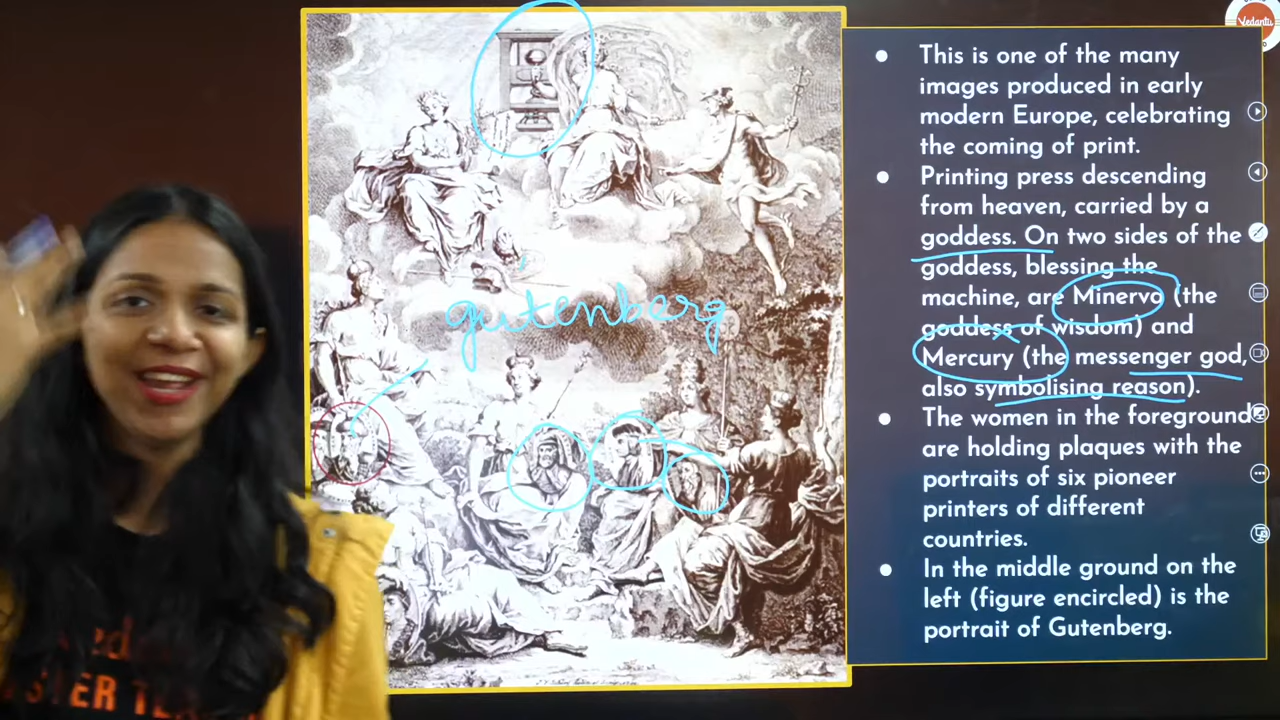 Vedantu
This is one of the many
images produced in early
modern Europe, celebrating
the coming of print.
Printing press descending
from heaven, carried by a
goddess. On two sides of the
goddess, blessing the
machine, are Minerva (the
goddess of wisdom) and
Mercury (the messenger god,
also symbolising reason).
The women in the foreground
are holding plaques with the
portraits of six pioneer
printers of different
countries.
In the middle ground on the
left (figure encircled) is the
portrait of Gutenberg.
gutenberg